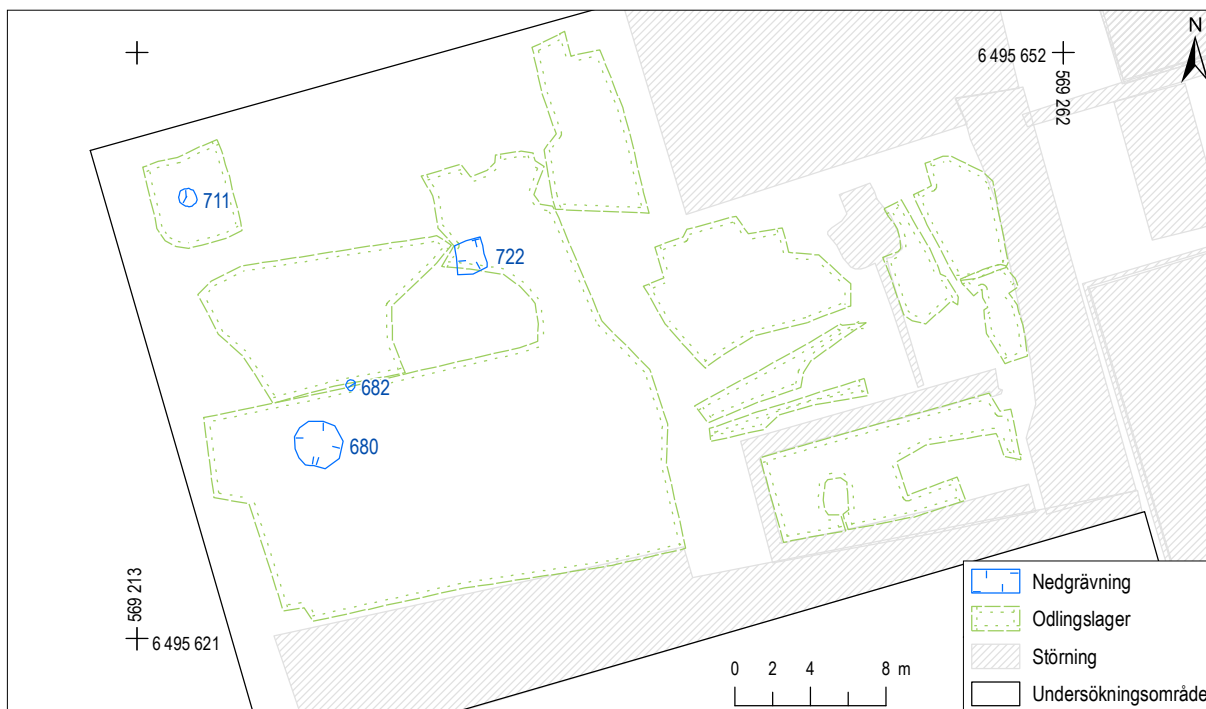 N
6 495 652
569 262
711
722
682
680
569 213
6 495 621
0 2 4 8 m
Nedgrävning
Odlingslager
Störning
Undersökningsområde